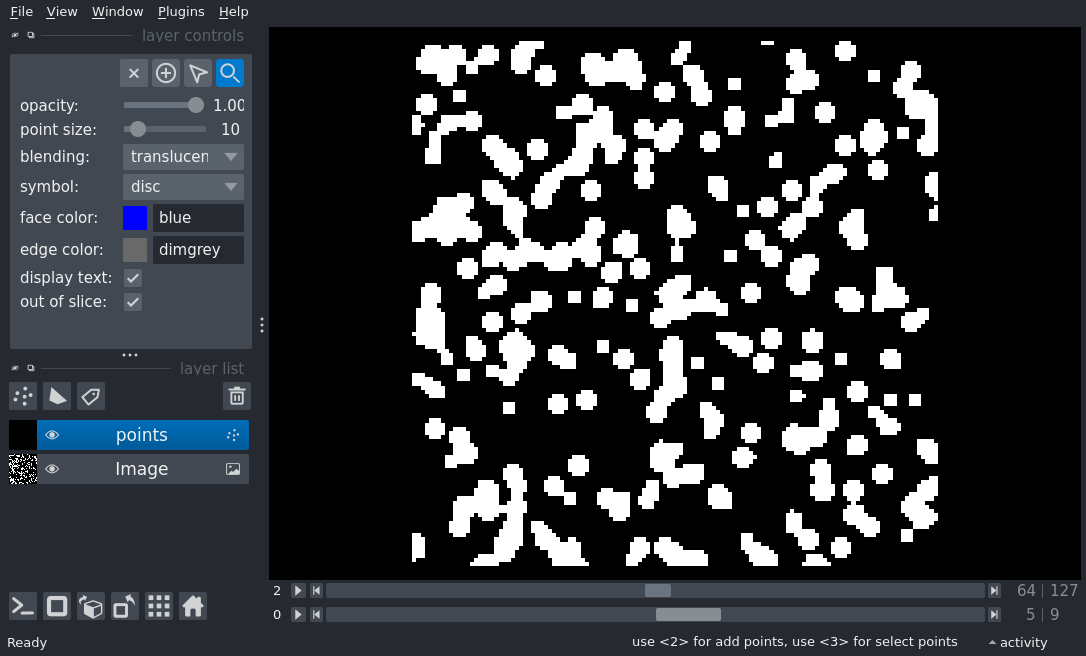 File View Window Plugins Help
layer controls
opacity: 1.00
point size: 10
blending: translucen
symbol: disc
face color: blue
edge color: dimgrey
display text:
out of slice:
layer list
points
Image
2 64 127
0 5 9
Ready use <2> for add points, use <3> for select points activity